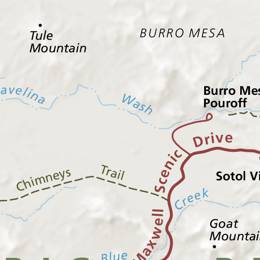 Tule
Mountain
BURRO MESA
avelina
Wash
Burro Mes
Pouroff
Drive
Scenic
Maxwell
Chimneys Trail
Sotol Vi
Creek
Goat
Mountain
Blue